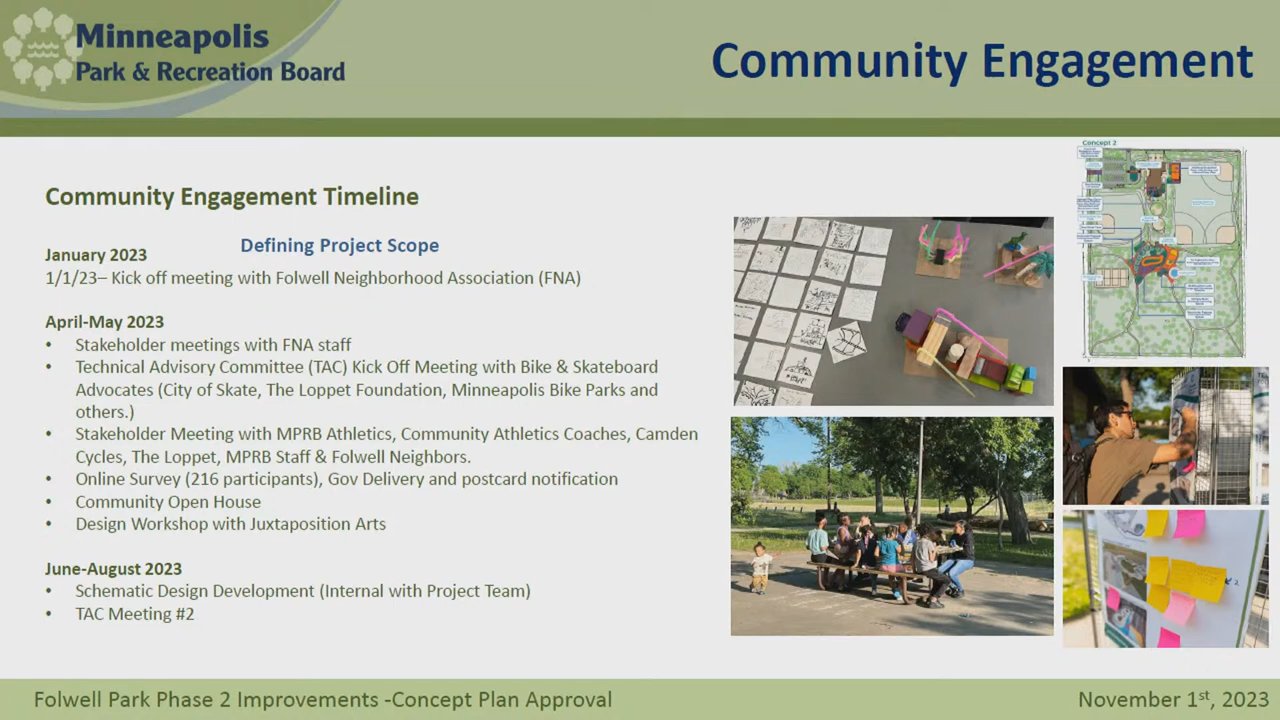 Minneapolis
Park & Recreation Board
Community Engagement
Community Engagement Timeline
Defining Project Scope
January 2023
1/1/23– Kick off meeting with Folwell Neighborhood Association (FNA)
April-May 2023
• Stakeholder meetings with FNA staff
• Technical Advisory Committee (TAC) Kick Off Meeting with Bike & Skateboard
Advocates (City of Skate, The Loppet Foundation, Minneapolis Bike Parks and
others.)
• Stakeholder Meeting with MPRB Athletics, Community Athletics Coaches, Camden
Cycles, The Loppet, MPRB Staff & Folwell Neighbors.
• Online Survey (216 participants), Gov Delivery and postcard notification
• Community Open House
• Design Workshop with Juxtaposition Arts
June-August 2023
• Schematic Design Development (Internal with Project Team)
• TAC Meeting #2
Concept 2
Folwell Park Phase 2 Improvements -Concept Plan Approval
November 1st, 2023